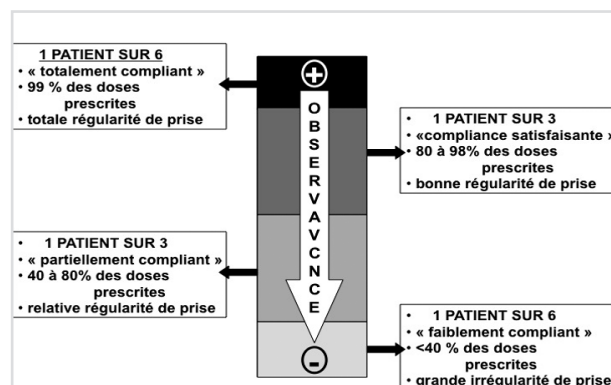 1 PATIENT SUR 6
• « totalement compliant »
• 99 % des doses
prescrites
• totale régularité de prise
+
OBSERVAVCNCE
• 1 PATIENT SUR 3
• «compliance satisfaisante »
• 80 à 98% des doses
prescrites
• bonne régularité de prise
• 1 PATIENT SUR 3
• « partiellement compliant »
• 40 à 80% des doses
prescrites
• relative régularité de prise
• 1 PATIENT SUR 6
• « faiblement compliant »
• <40 % des doses
prescrites
• grande irrégularité de prise
-